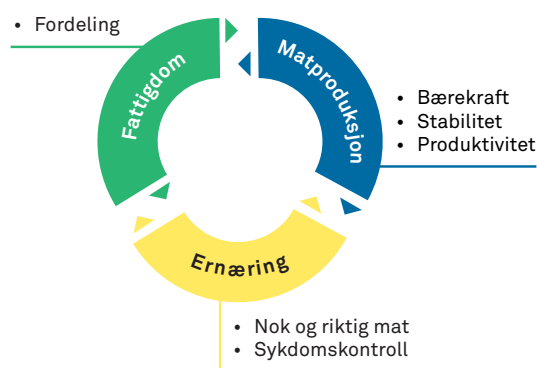 • Fordeling
Fattigdom
Matproduksjon
• Bærekraft
• Stabilitet
• Produktivitet
Ernæring
• Nok og riktig mat
• Sykdomskontroll